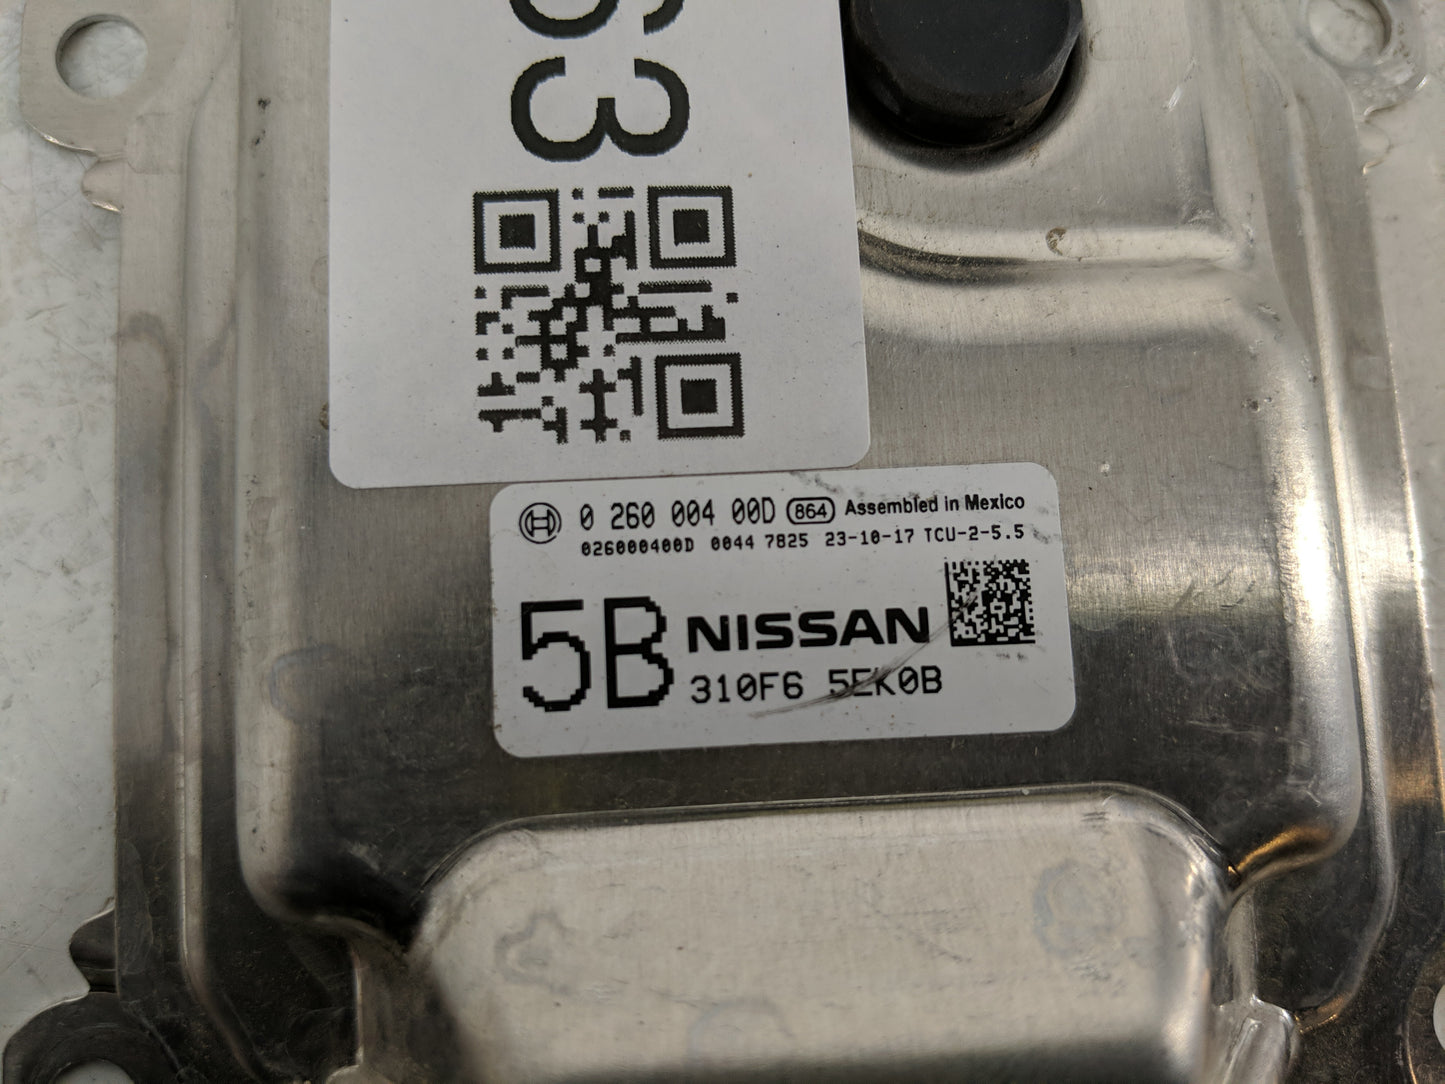 63
0 260 004 00D 864 Assembled in Mexico
026000400D 0044 7825 23-10-17 TCU-2-5.5
5B NISSAN
310F6 5EK0B